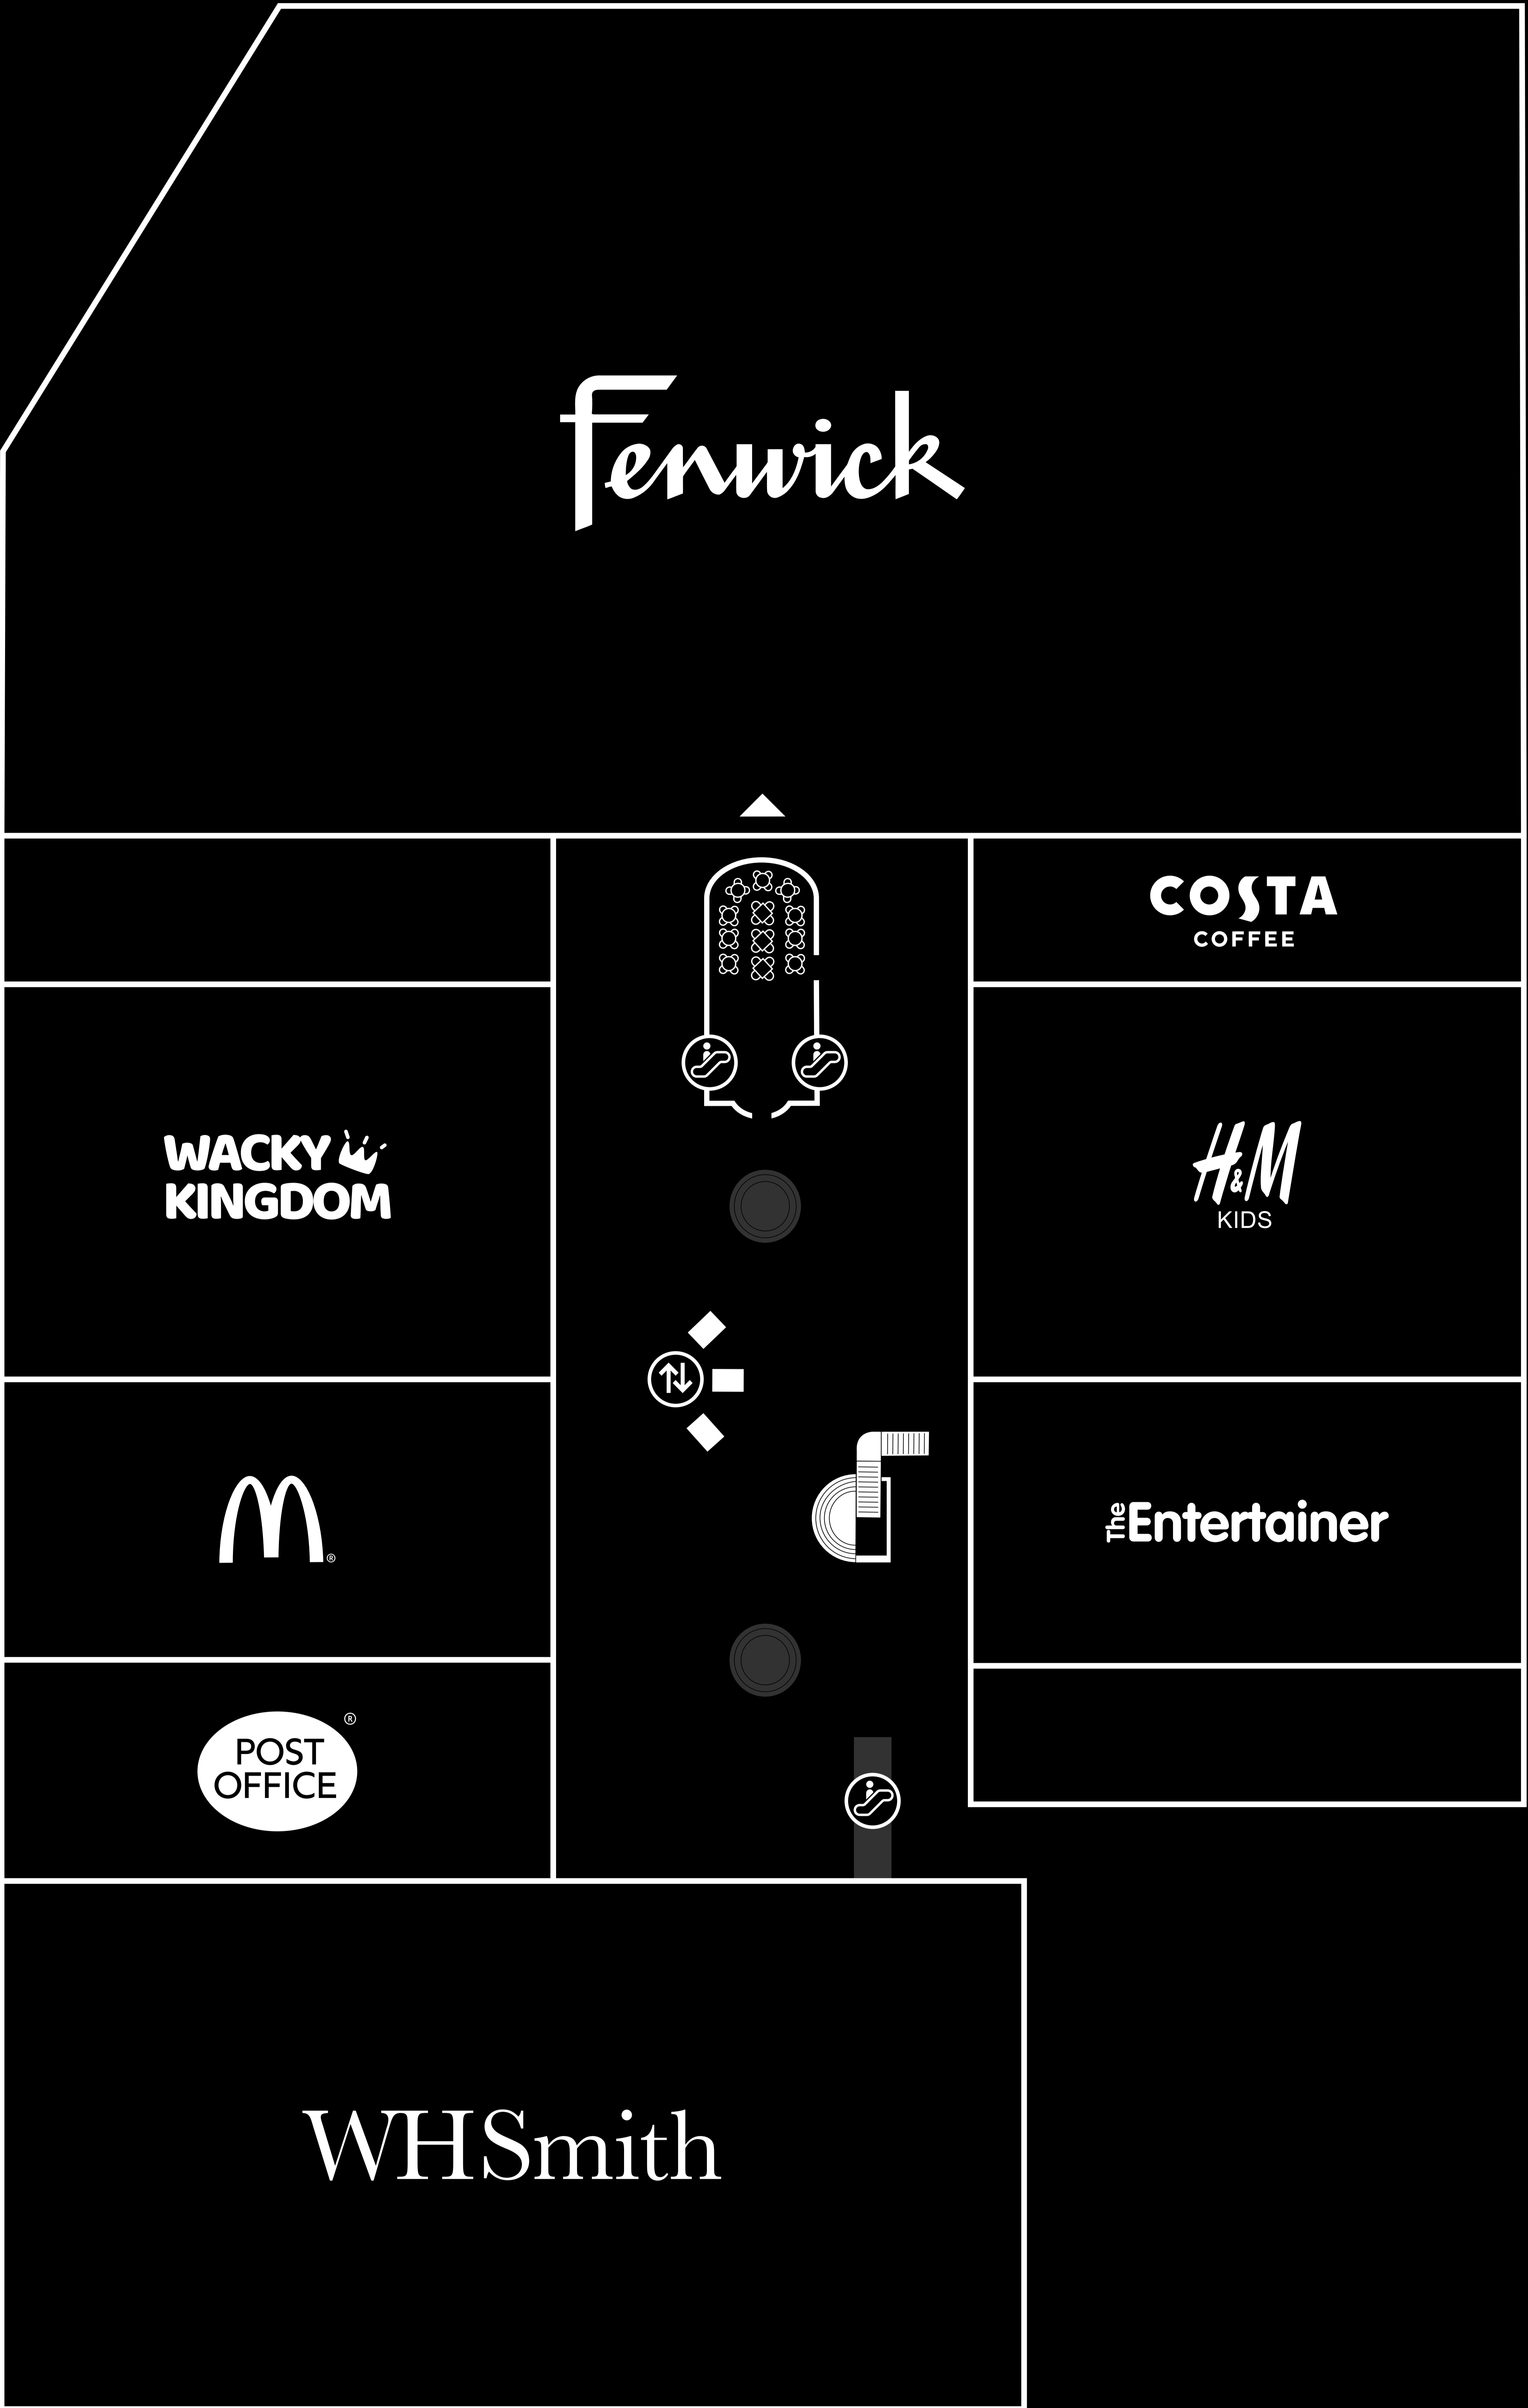 Fenwick
COSTA
COFFEE
WACKY
KINGDOM
H&M
KIDS
M®
The Entertainer
POST ®
OFFICE
WHSmith